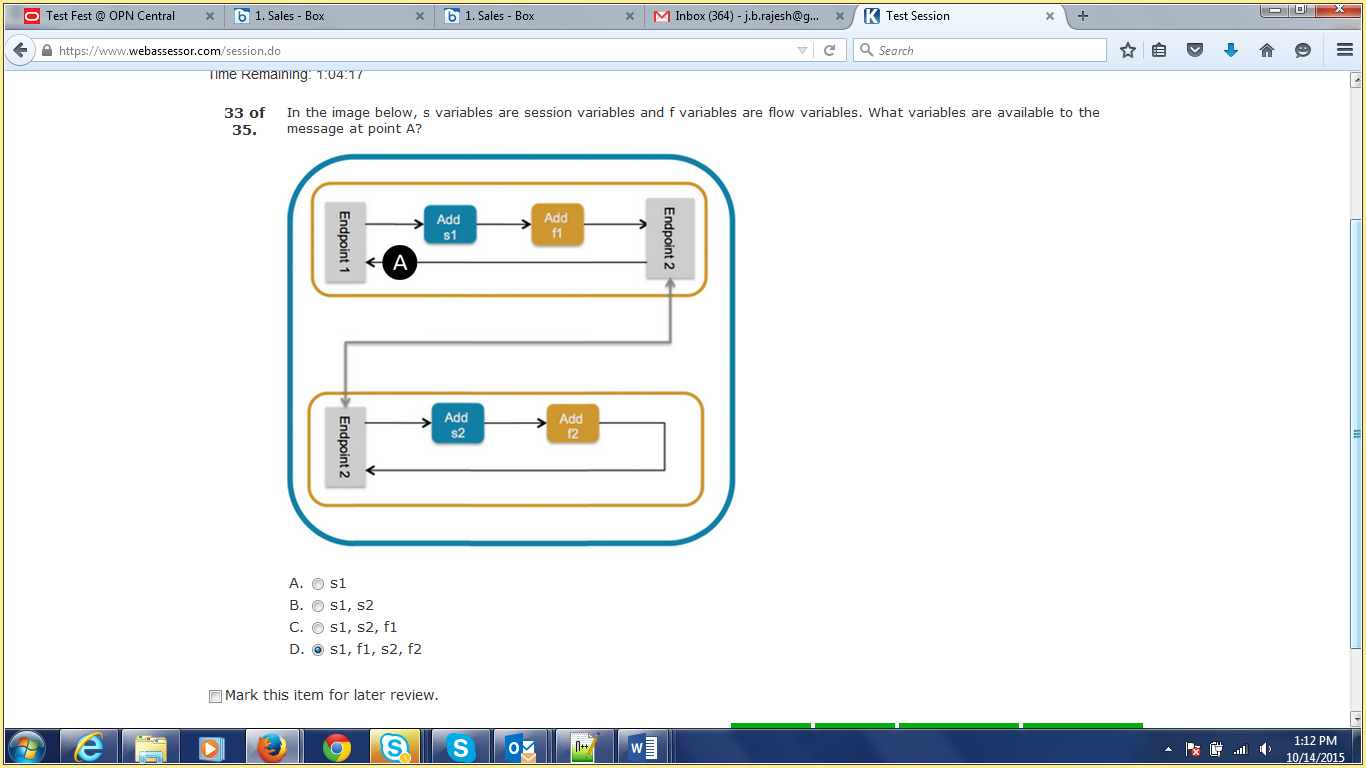 Test Fest @ OPN Central × 1. Sales - Box × 1. Sales - Box × Inbox (364) - j.b.rajesh@g... × Test Session × +
https://www.webassessor.com/session.do Search
Time Remaining: 1:04:17
33 of 35. In the image below, s variables are session variables and f variables are flow variables. What variables are available to the
message at point A?
Endpoint 1
Add
s1
Add
f1
Endpoint 2
A
Endpoint 2
Add
s2
Add
f2
A. s1
B. s1, s2
C. s1, s2, f1
D. s1, f1, s2, f2
Mark this item for later review.
1:12 PM
10/14/2015